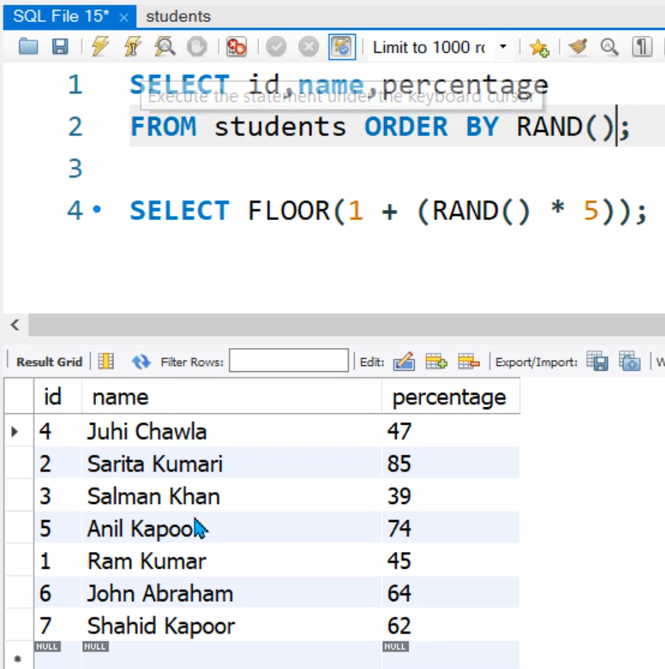 SQL File 15* × students
Limit to 1000 rc
1 SELECT id,name,percentage
Execute the statement under the keyboard cursor
2 FROM students ORDER BY RAND();
3
4 SELECT FLOOR(1 + (RAND() * 5));
Result Grid Filter Rows: Edit: Export/Import: W
id name percentage
4 Juhi Chawla 47
2 Sarita Kumari 85
3 Salman Khan 39
5 Anil Kapoor 74
1 Ram Kumar 45
6 John Abraham 64
7 Shahid Kapoor 62
NULL NULL NULL